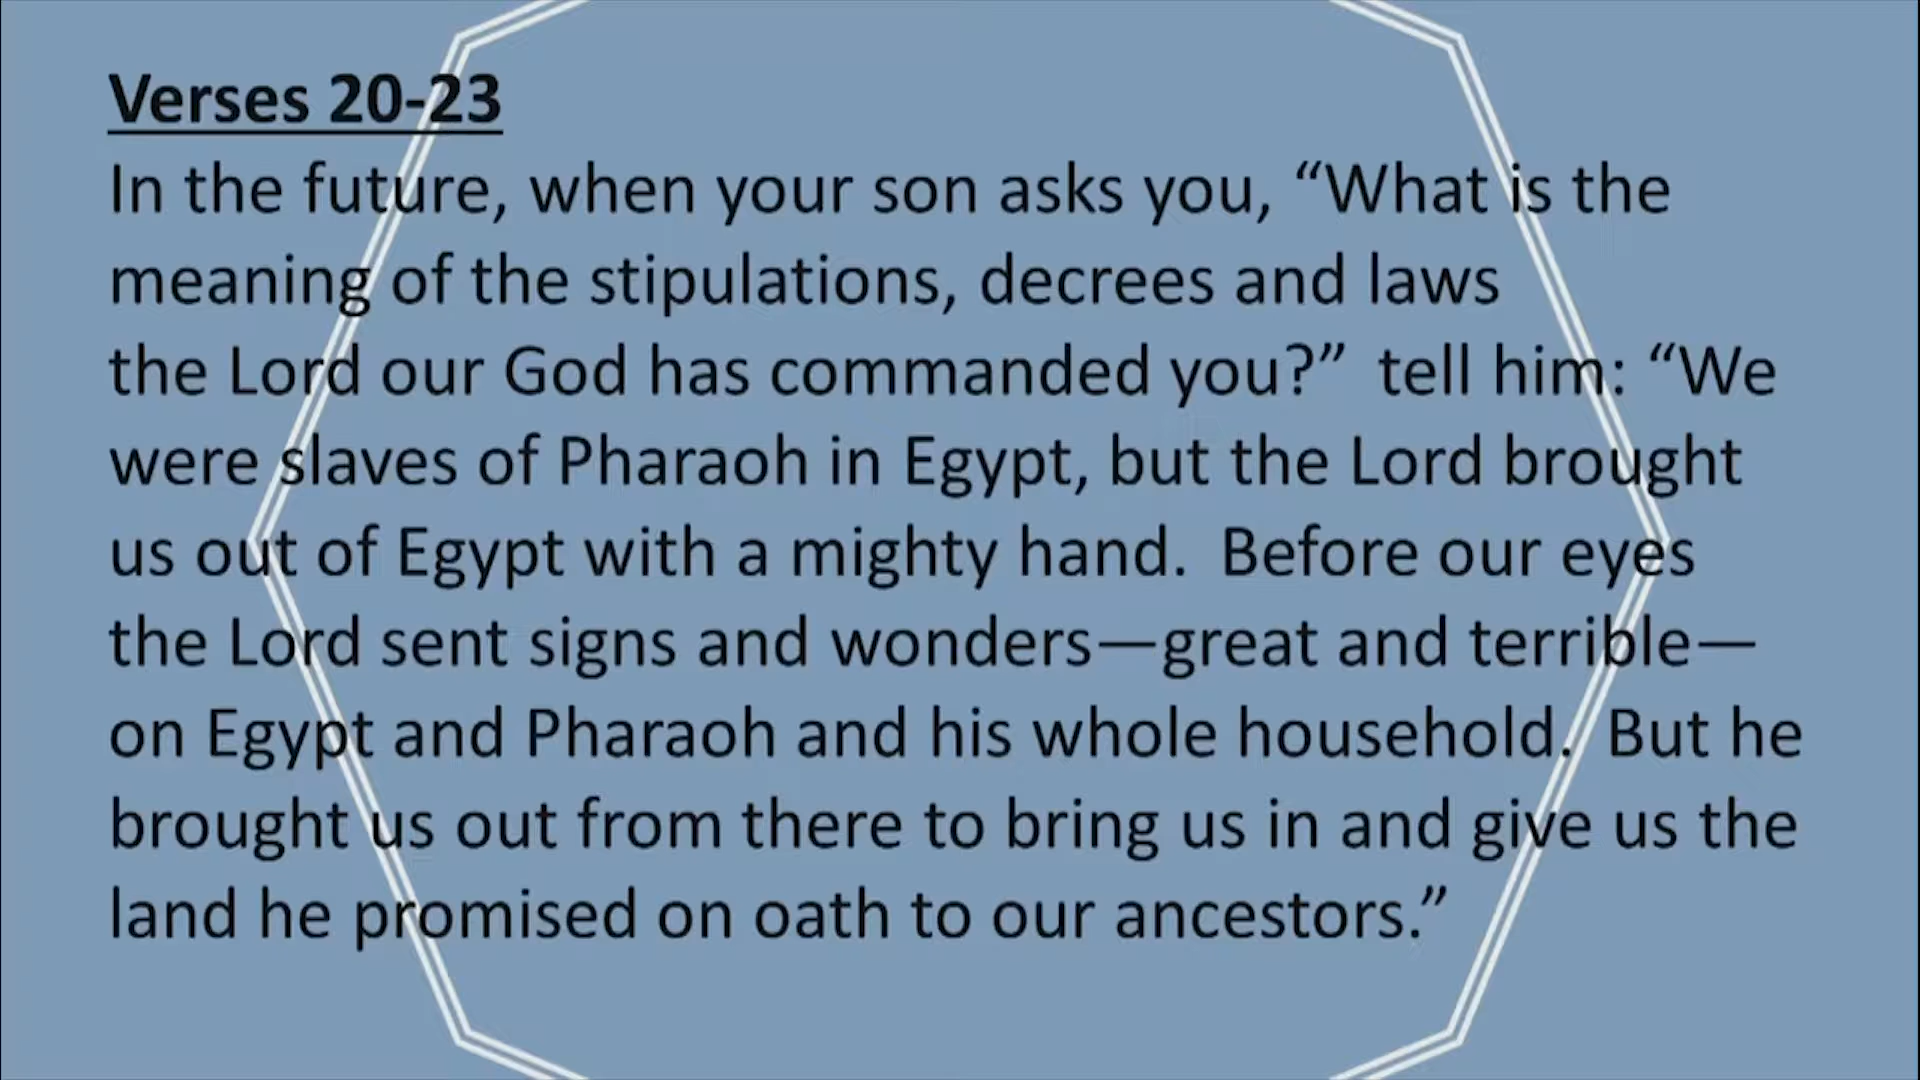 Verses 20-23
In the future, when your son asks you, “What is the
meaning of the stipulations, decrees and laws
the Lord our God has commanded you?”  tell him: “We
were slaves of Pharaoh in Egypt, but the Lord brought
us out of Egypt with a mighty hand.  Before our eyes
the Lord sent signs and wonders—great and terrible—
on Egypt and Pharaoh and his whole household.  But he
brought us out from there to bring us in and give us the
land he promised on oath to our ancestors.”